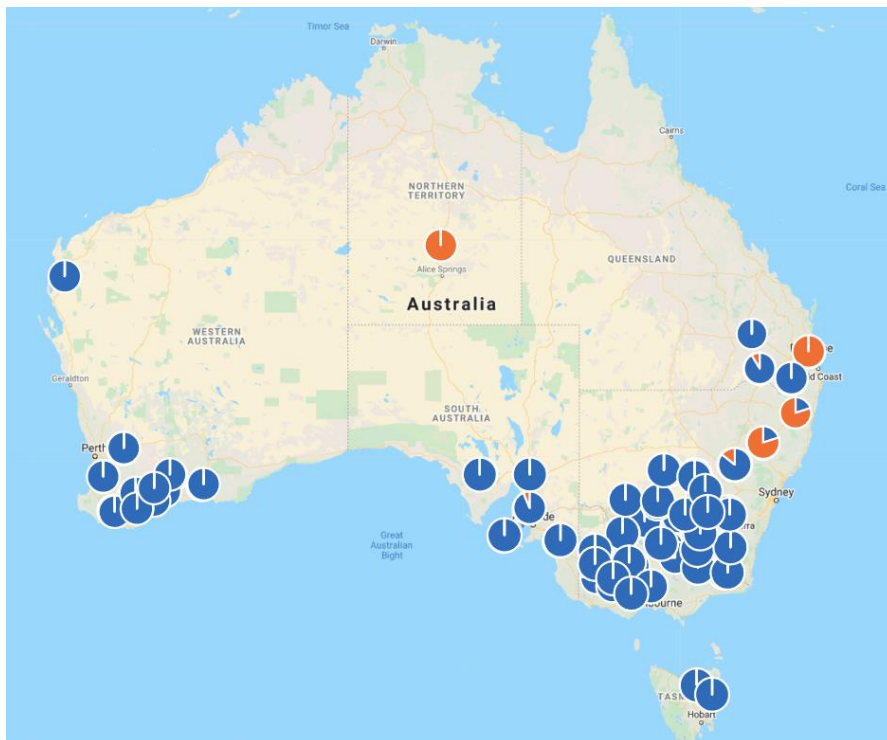 Timor Sea
Darwin
Cairns
Coral Sea
NORTHERN
TERRITORY
QUEENSLAND
Alice Springs
Australia
WESTERN
AUSTRALIA
Geraldton
ld Coast
SOUTH
AUSTRALIA
Perth
Sydney
Great
Australian
Bight
Hobart